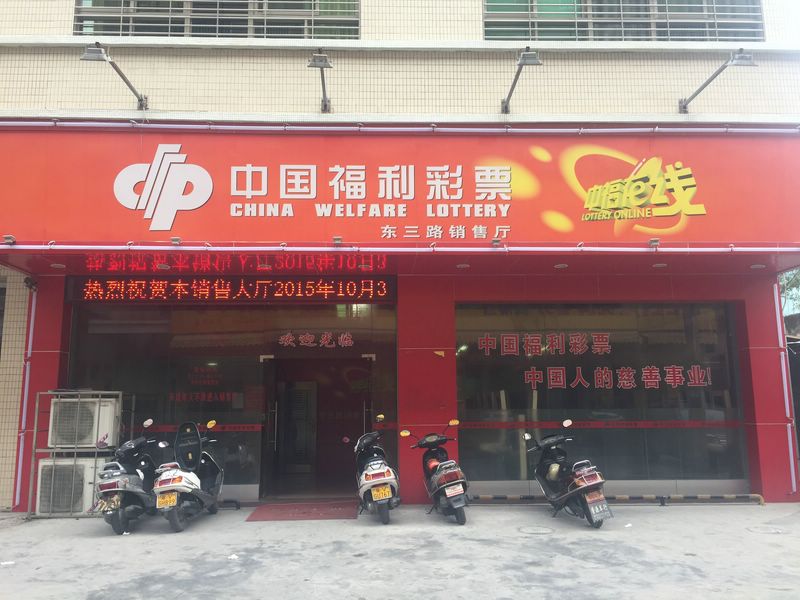 中国福利彩票
CHINA WELFARE LOTTERY
东三路销售厅
中福在线
LOTTERY ONLINE
热烈祝贺本销售大厅2015年10月3
欢迎光临
中国福利彩票
中国人的慈善事业!